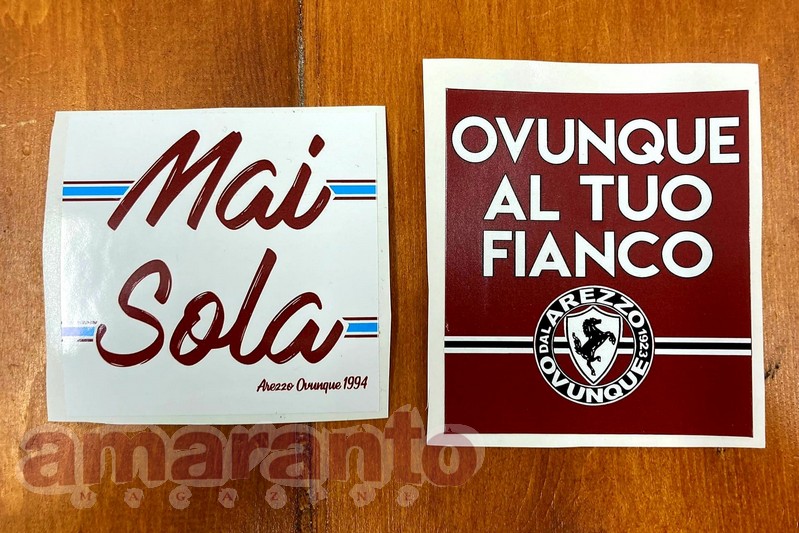 Mai
Sola
Arezzo Ovunque 1994
OVUNQUE
AL TUO
FIANCO
AREZZO
DAL 1923
OVUNQUE
amaranto
MAGAZINE